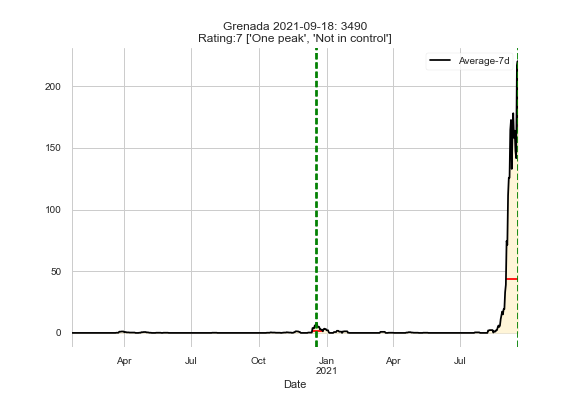 Grenada 2021-09-18: 3490
Rating:7 ['One peak', 'Not in control']
Average-7d
200
150
100
50
0
Apr Jul Oct Jan Apr Jul
2021
Date